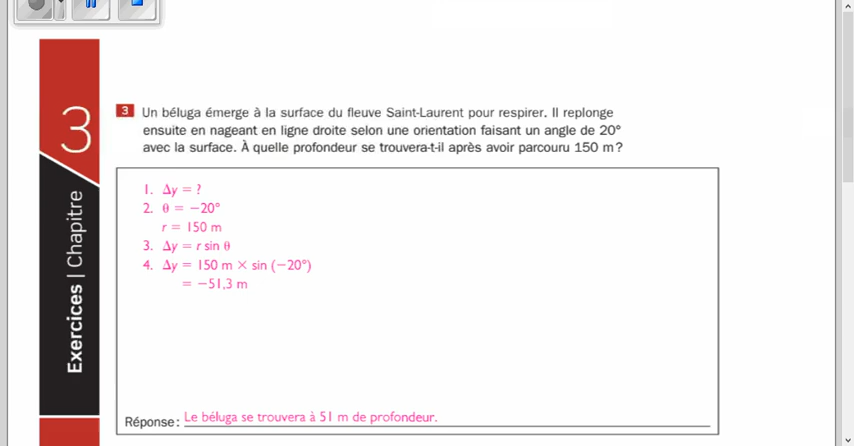 3
Exercices | Chapitre
3 Un béluga émerge à la surface du fleuve Saint-Laurent pour respirer. Il replonge
ensuite en nageant en ligne droite selon une orientation faisant un angle de 20°
avec la surface. À quelle profondeur se trouvera-t-il après avoir parcouru 150 m ?
1. Δy = ?
2. θ = −20°
r = 150 m
3. Δy = r sin θ
4. Δy = 150 m × sin (−20°)
= −51,3 m
Réponse : Le béluga se trouvera à 51 m de profondeur.